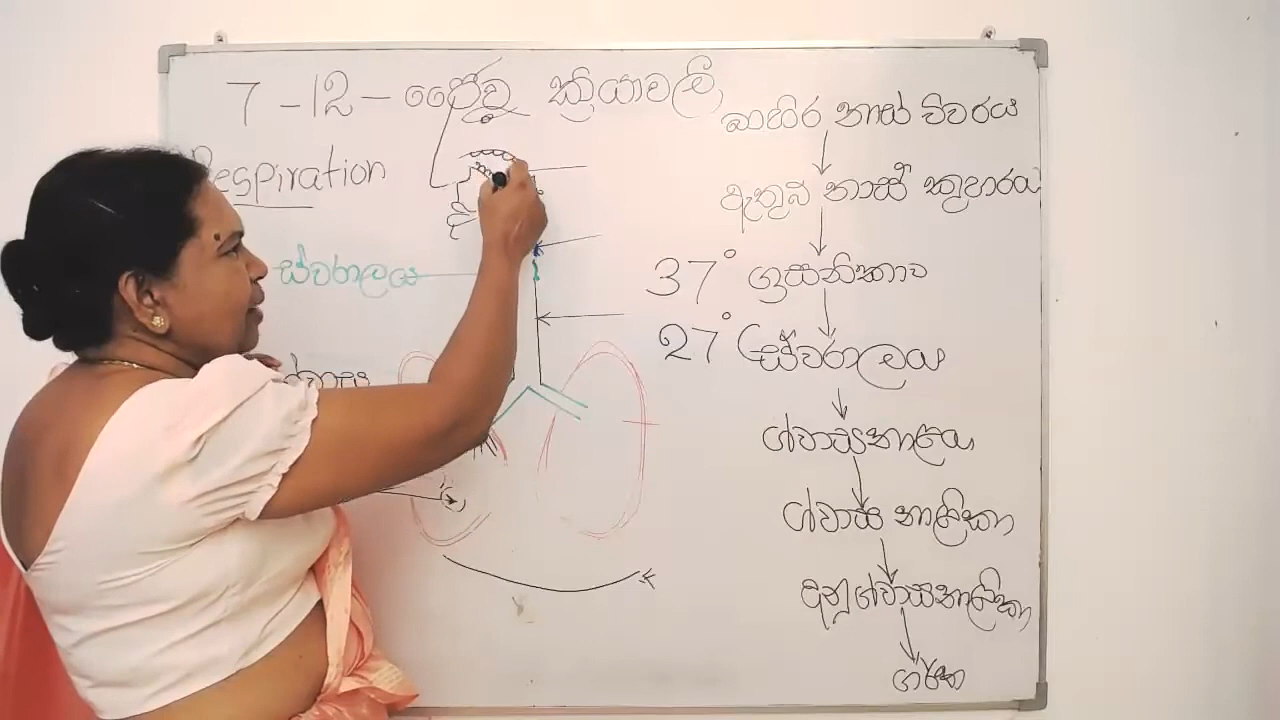 7 - 12 - ජෛව ක්‍රියාවලී
Respiration
ස්වරාලය
ශ්වාස
බාහිර නාස් විවරය
ඇතුළු නාස් කුහරය
37° ග්‍රසනිකාව
27° ස්වරාලය
ශ්වාසනාලය
ශ්වාස නාලිකා
අනුශ්වාසනාලිකා
ගර්ත